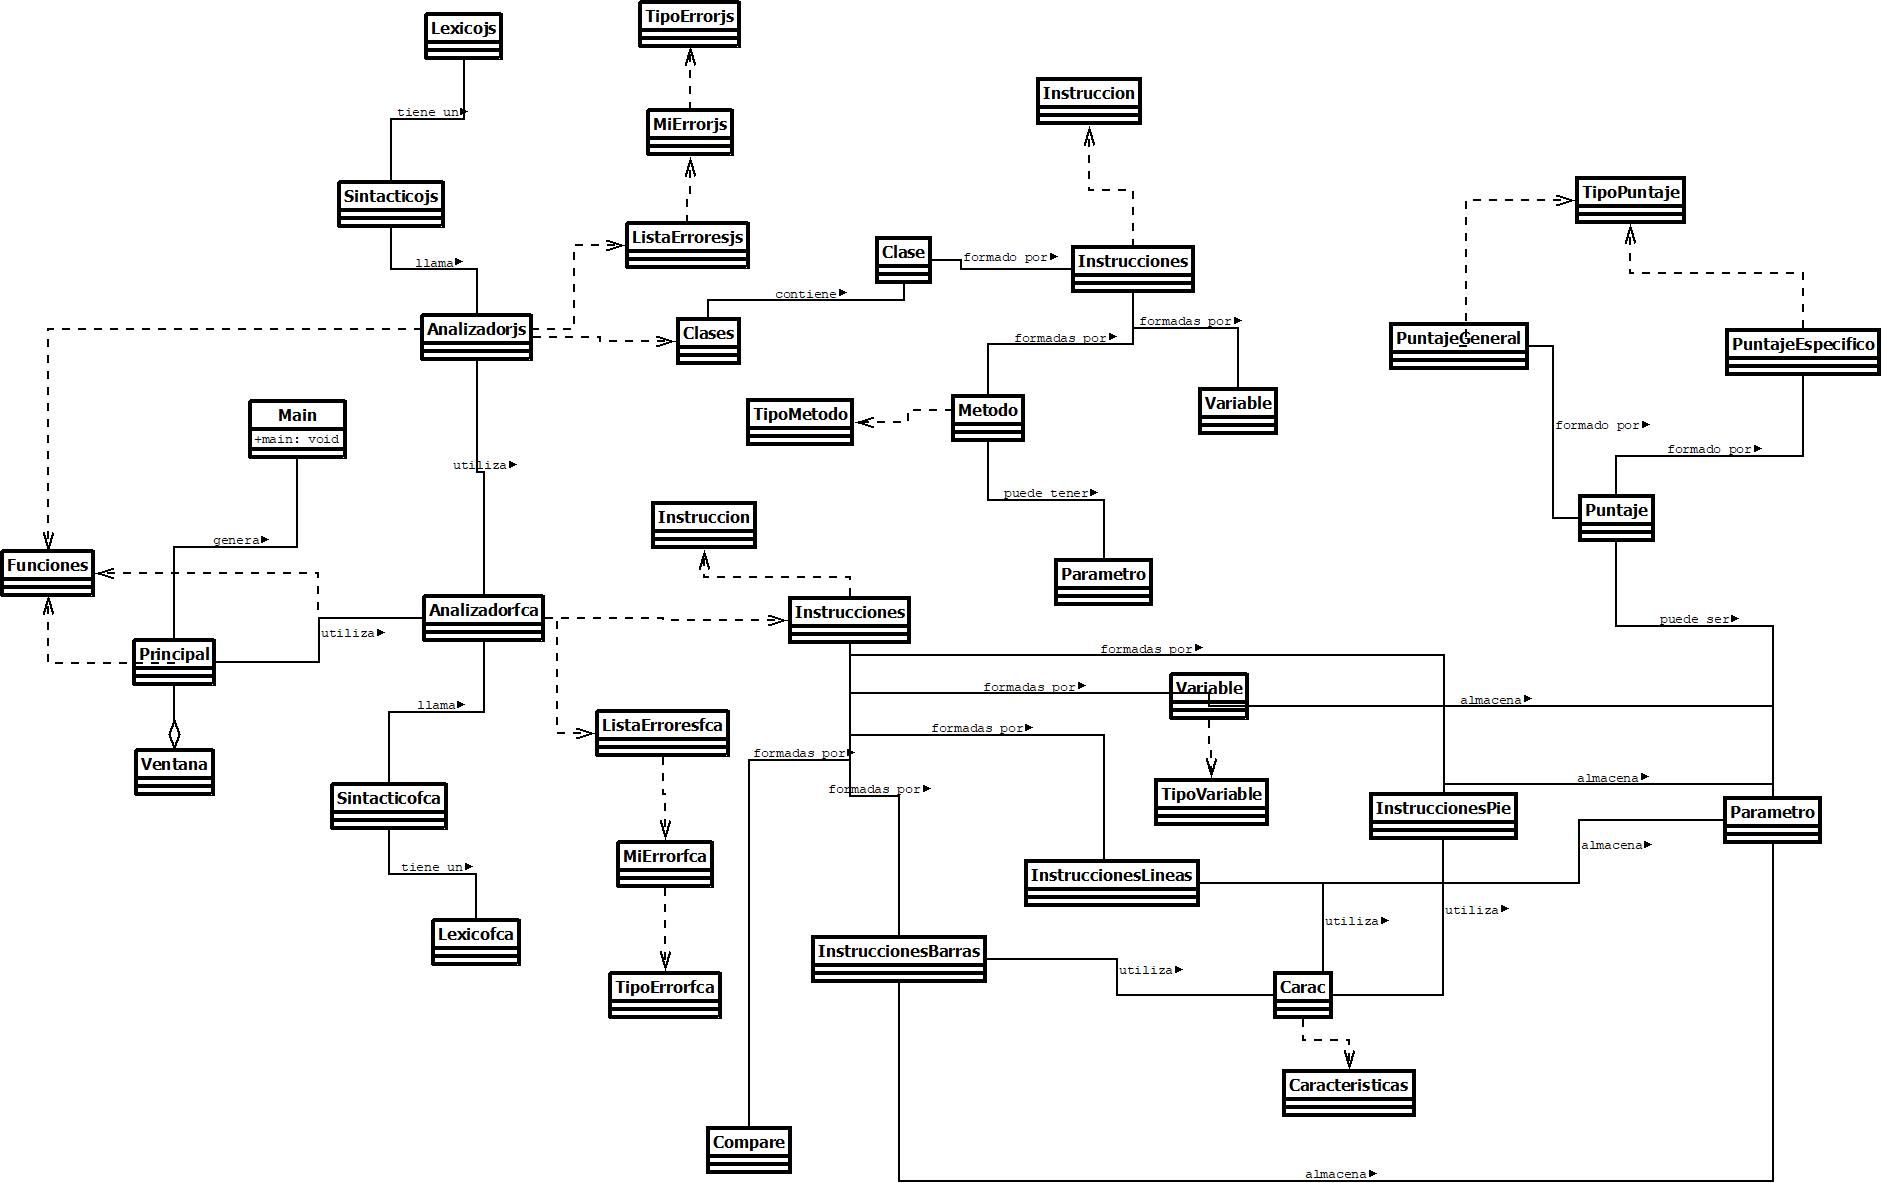 TipoErrorjs
Lexicojs
Instruccion
tiene un
MiErrorjs
Sintacticojs
TipoPuntaje
ListaErroresjs
Clase
formado por
Instrucciones
llama
contiene
Analizadorjs
Clases
formadas por
formadas por
PuntajeGeneral
PuntajeEspecifico
Main
+main: void
TipoMetodo
Metodo
Variable
formado por
formado por
utiliza
puede tener
Instruccion
Puntaje
genera
Funciones
Parametro
Analizadorfca
Instrucciones
utiliza
puede ser
Principal
formadas por
formadas por
Variable
almacena
llama
ListaErroresfca
formadas por
formadas por
Ventana
almacena
Sintacticofca
formadas por
TipoVariable
InstruccionesPie
Parametro
almacena
MiErrorfca
tiene un
InstruccionesLineas
utiliza
utiliza
Lexicofca
InstruccionesBarras
utiliza
TipoErrorfca
Carac
Caracteristicas
Compare
almacena